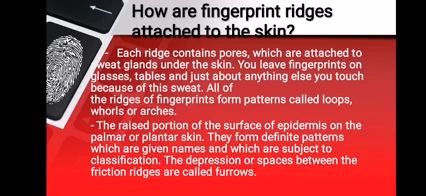 How are fingerprint ridges
attached to the skin?
- Each ridge contains pores, which are attached to
sweat glands under the skin. You leave fingerprints on
glasses, tables and just about anything else you touch
because of this sweat. All of
the ridges of fingerprints form patterns called loops,
whorls or arches.
- The raised portion of the surface of epidermis on the
palmar or plantar skin. They form definite patterns
which are given names and which are subject to
classification. The depression or spaces between the
friction ridges are called furrows.